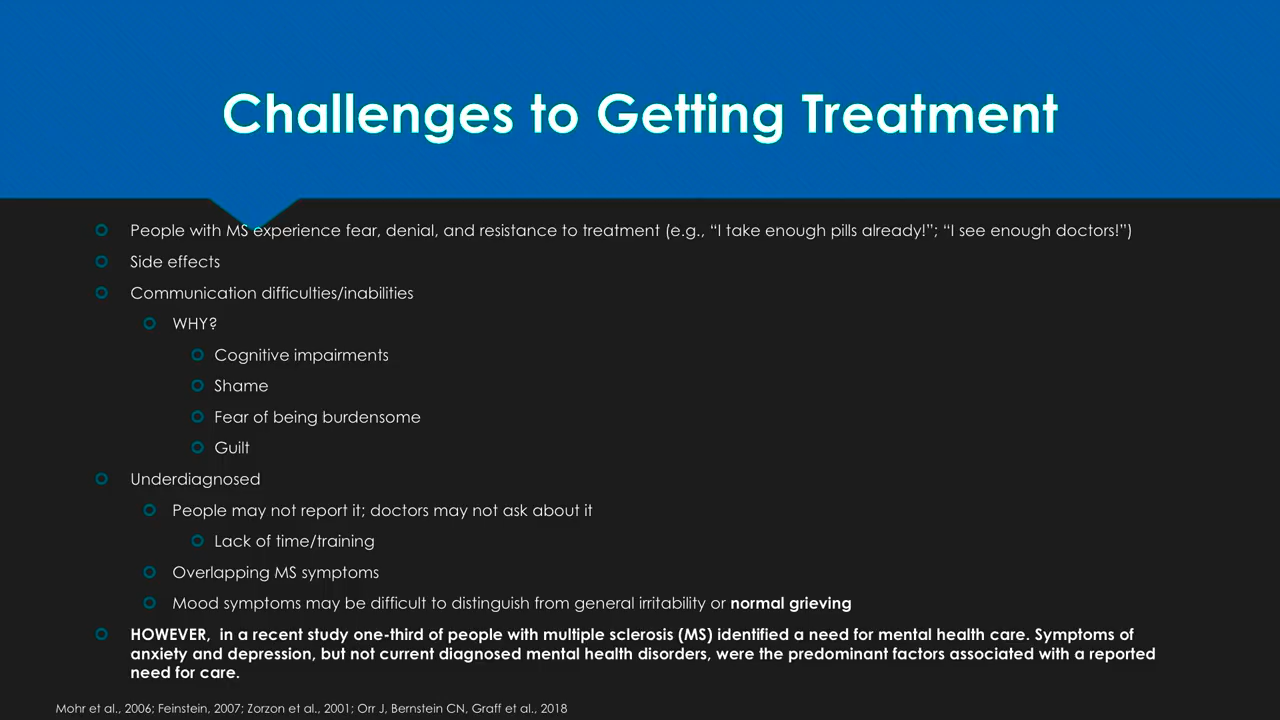 Challenges to Getting Treatment
People with MS experience fear, denial, and resistance to treatment (e.g., “I take enough pills already!”; “I see enough doctors!”)
Side effects
Communication difficulties/inabilities
WHY?
Cognitive impairments
Shame
Fear of being burdensome
Guilt
Underdiagnosed
People may not report it; doctors may not ask about it
Lack of time/training
Overlapping MS symptoms
Mood symptoms may be difficult to distinguish from general irritability or normal grieving
HOWEVER,  in a recent study one-third of people with multiple sclerosis (MS) identified a need for mental health care. Symptoms of
anxiety and depression, but not current diagnosed mental health disorders, were the predominant factors associated with a reported
need for care.
Mohr et al., 2006; Feinstein, 2007; Zorzon et al., 2001; Orr J, Bernstein CN, Graff et al., 2018